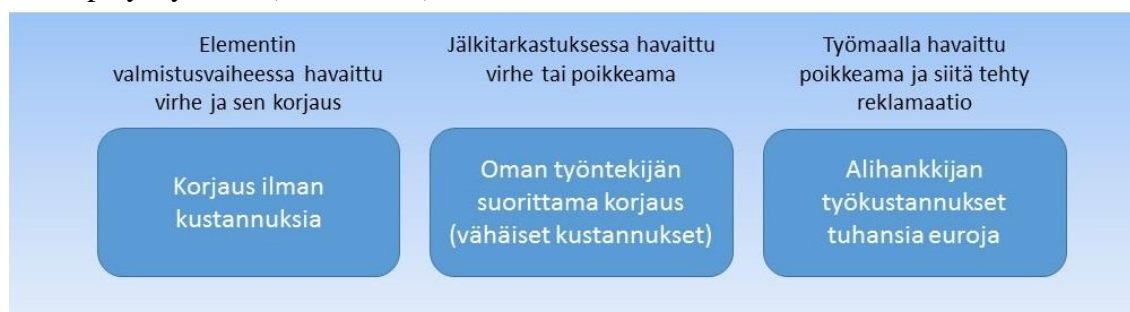 Elementin
valmistusvaiheessa havaittu
virhe ja sen korjaus
Korjaus ilman
kustannuksia
Jälkitarkastuksessa havaittu
virhe tai poikkeama
Oman työntekijän
suorittama korjaus
(vähäiset kustannukset)
Työmaalla havaittu
poikkeama ja siitä tehty
reklamaatio
Alihankkijan
työkustannukset
tuhansia euroja